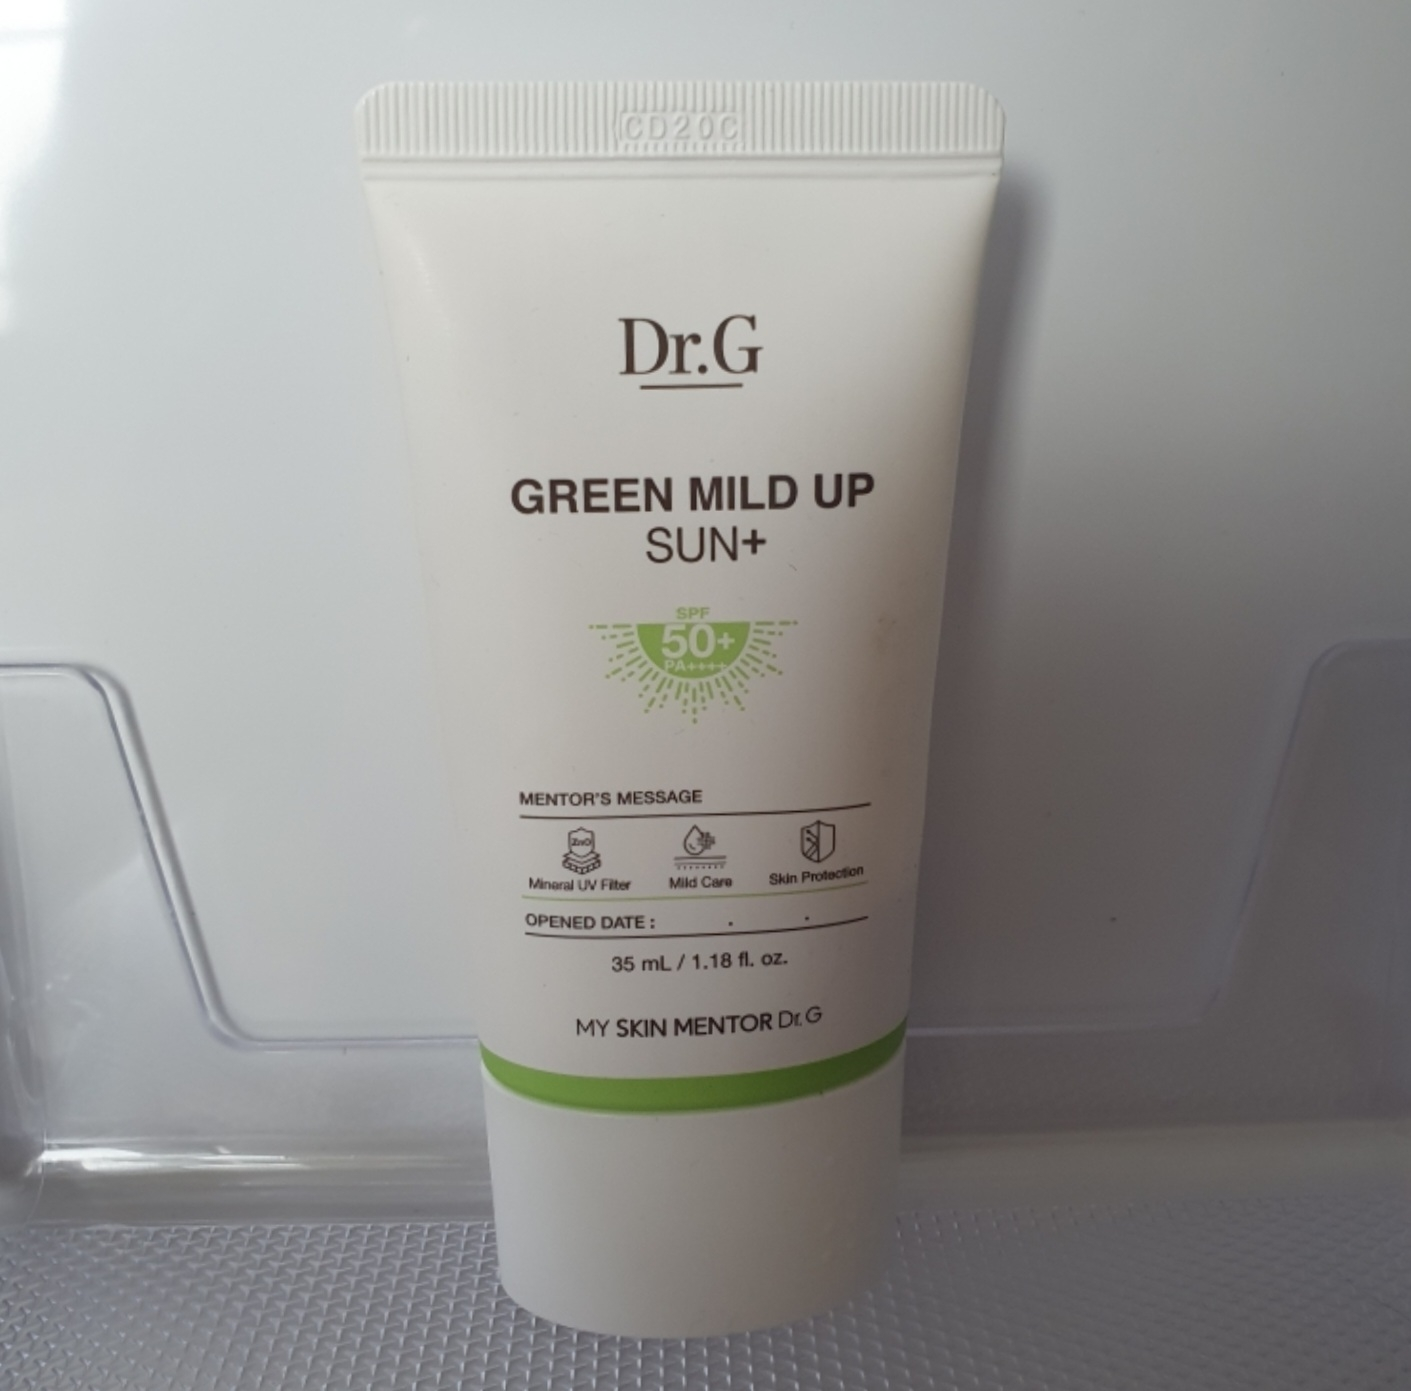 CD20C
Dr.G
GREEN MILD UP
SUN+
SPF
50+
PA++++
MENTOR'S MESSAGE
ZnO
Mineral UV Filter Mild Care Skin Protection
OPENED DATE : . .
35 mL / 1.18 fl. oz.
MY SKIN MENTOR Dr.G